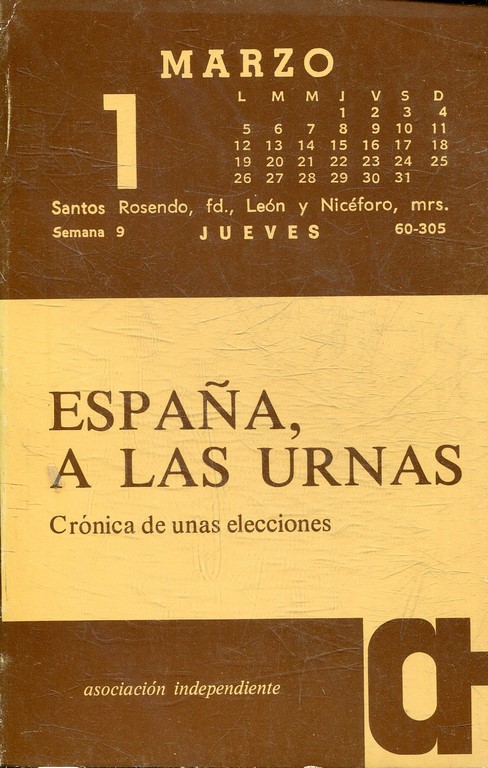 MARZO
1
L M M J V S D
1 2 3 4
5 6 7 8 9 10 11
12 13 14 15 16 17 18
19 20 21 22 23 24 25
26 27 28 29 30 31
Santos Rosendo, fd., León y Nicéforo, mrs.
Semana 9 JUEVES 60-305
ESPAÑA,
A LAS URNAS
Crónica de unas elecciones
asociación independiente
a